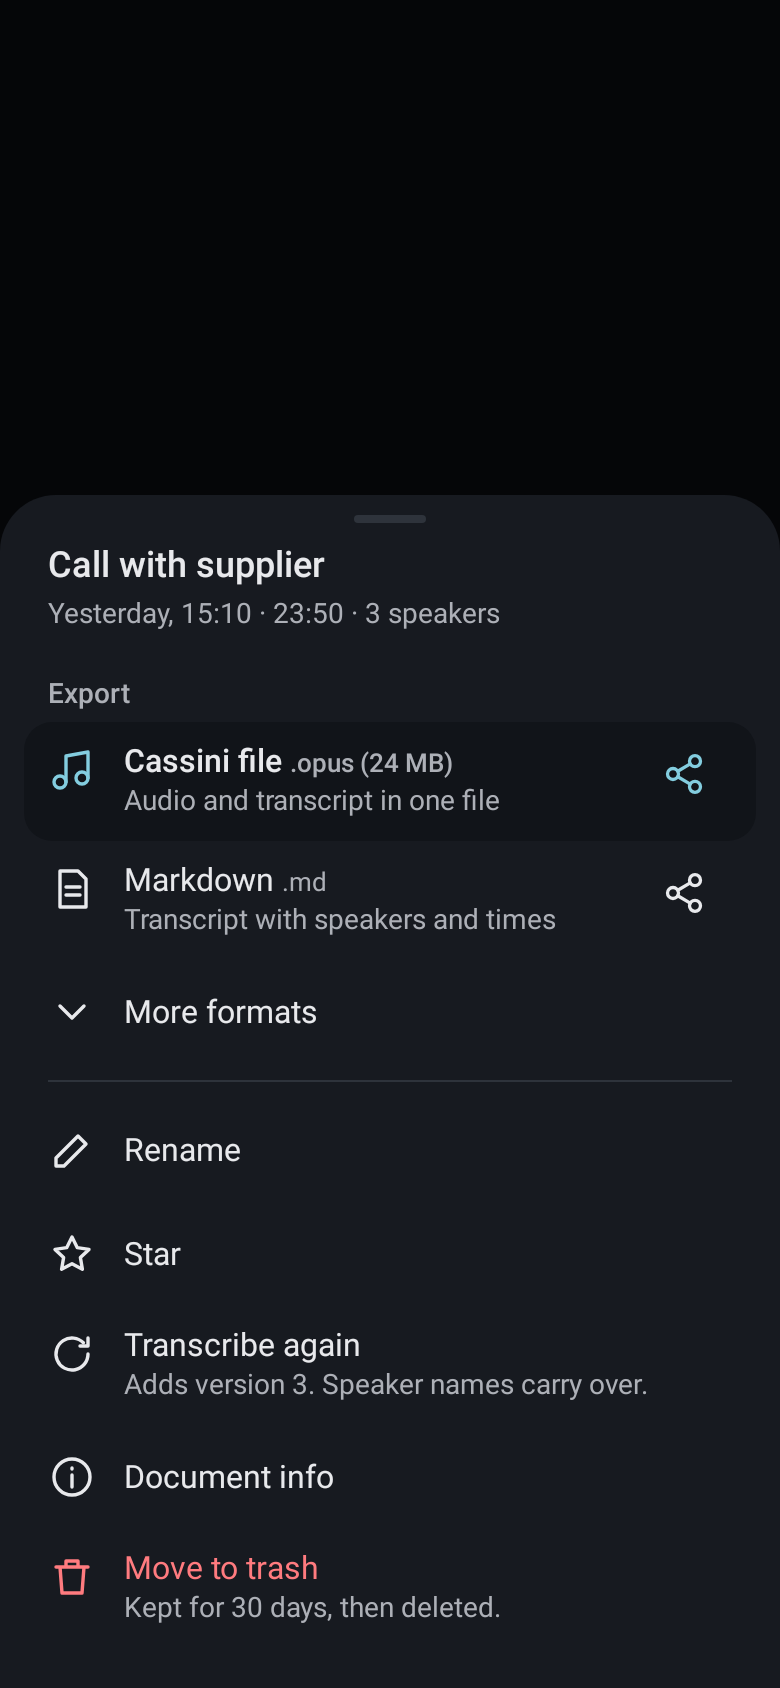 Call with supplier
Yesterday, 15:10 · 23:50 · 3 speakers
Export
Cassini file .opus (24 MB)
Audio and transcript in one file
Markdown .md
Transcript with speakers and times
More formats
Rename
Star
Transcribe again
Adds version 3. Speaker names carry over.
Document info
Move to trash
Kept for 30 days, then deleted.